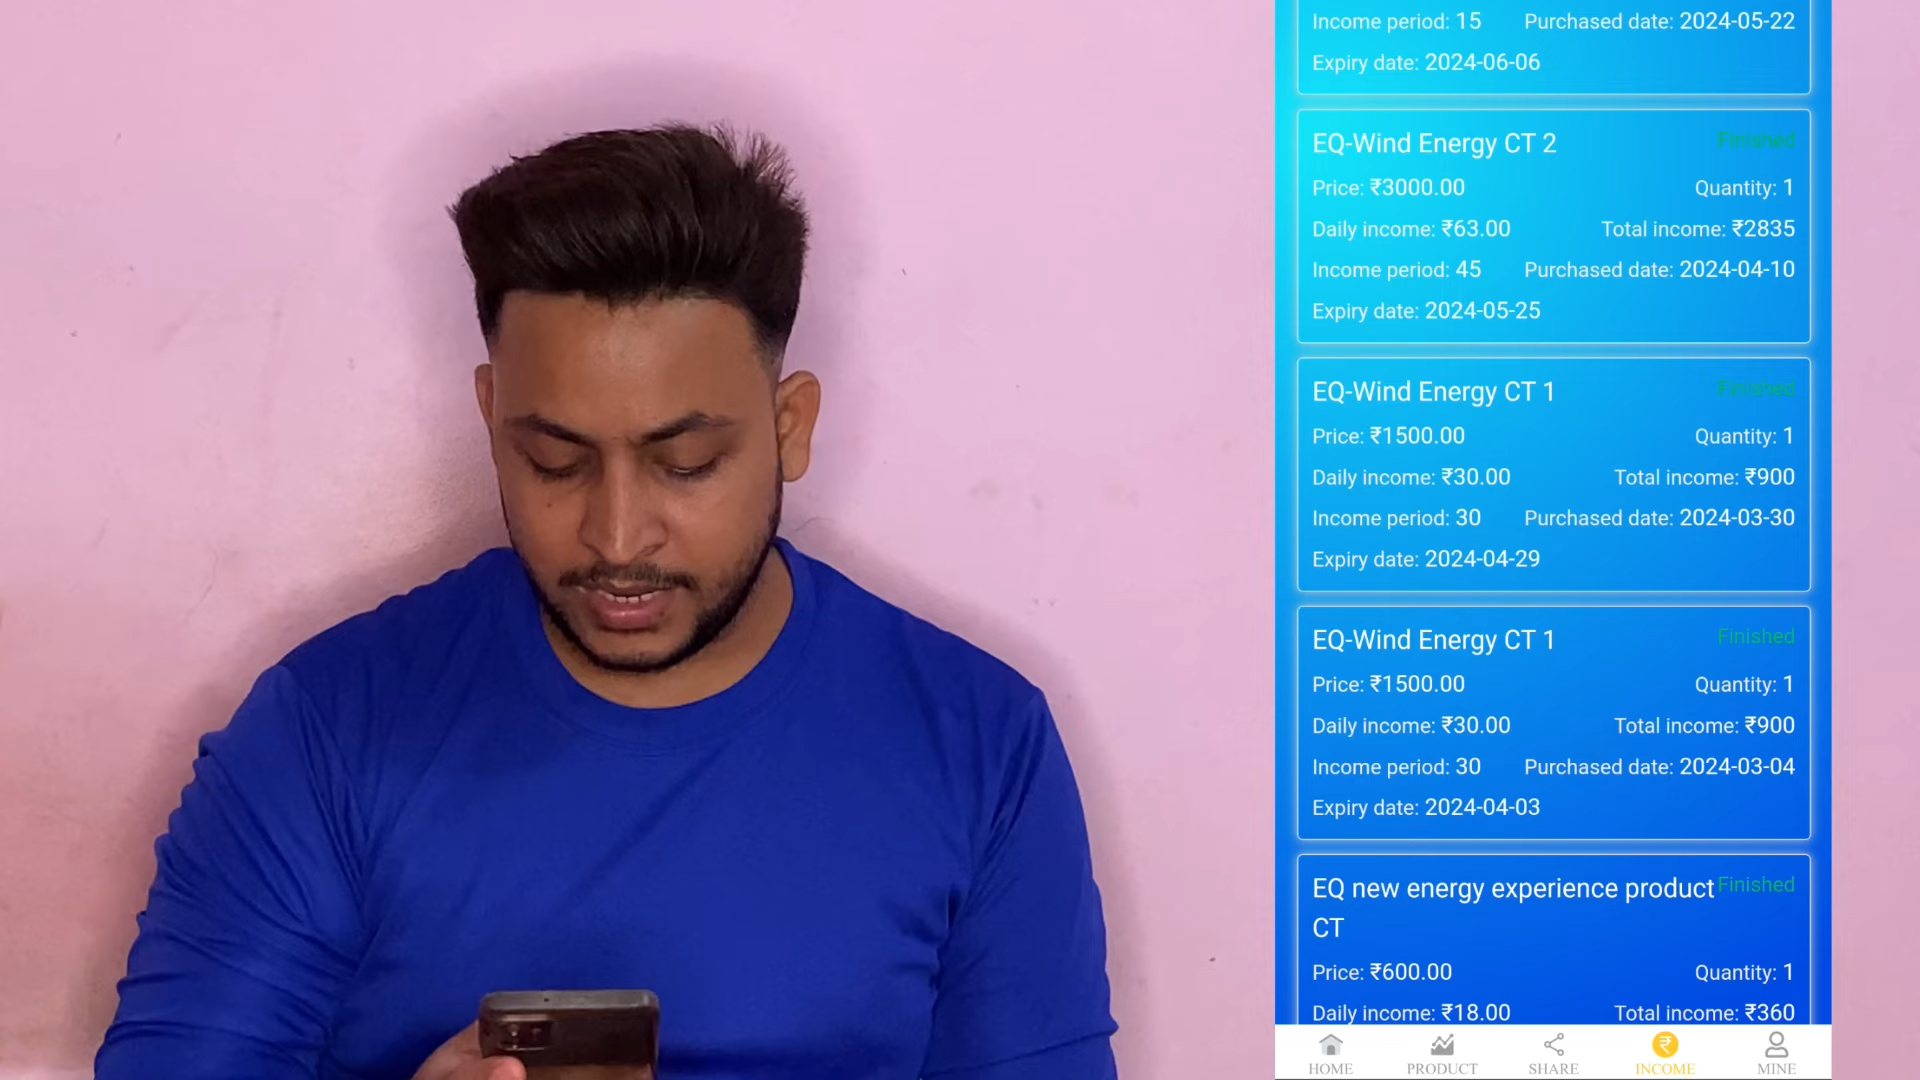 Income period: 15 Purchased date: 2024-05-22
Expiry date: 2024-06-06
EQ-Wind Energy CT 2 Finished
Price: ₹3000.00 Quantity: 1
Daily income: ₹63.00 Total income: ₹2835
Income period: 45 Purchased date: 2024-04-10
Expiry date: 2024-05-25
EQ-Wind Energy CT 1 Finished
Price: ₹1500.00 Quantity: 1
Daily income: ₹30.00 Total income: ₹900
Income period: 30 Purchased date: 2024-03-30
Expiry date: 2024-04-29
EQ-Wind Energy CT 1 Finished
Price: ₹1500.00 Quantity: 1
Daily income: ₹30.00 Total income: ₹900
Income period: 30 Purchased date: 2024-03-04
Expiry date: 2024-04-03
EQ new energy experience product Finished
CT
Price: ₹600.00 Quantity: 1
Daily income: ₹18.00 Total income: ₹360
HOME PRODUCT SHARE INCOME MINE